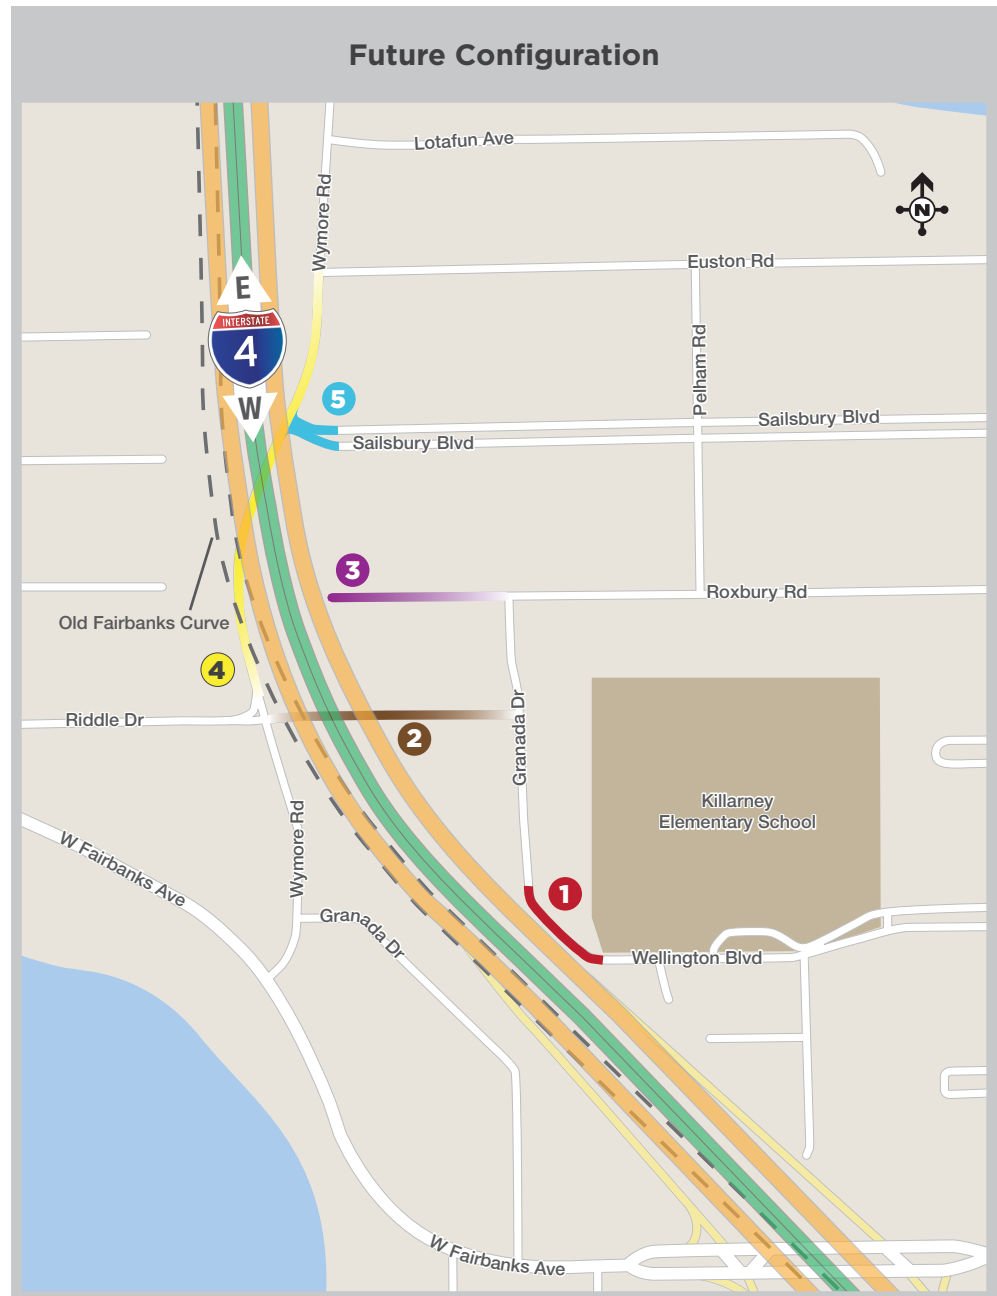 Future Configuration
Lotafun Ave
Wymore Rd
N
Euston Rd
E
INTERSTATE
4
W
Pelham Rd
5
Sailsbury Blvd
Sailsbury Blvd
3
Roxbury Rd
Old Fairbanks Curve
4
Riddle Dr
2
Granada Dr
Killarney
Elementary School
Wymore Rd
W Fairbanks Ave
1
Granada Dr
Wellington Blvd
W Fairbanks Ave